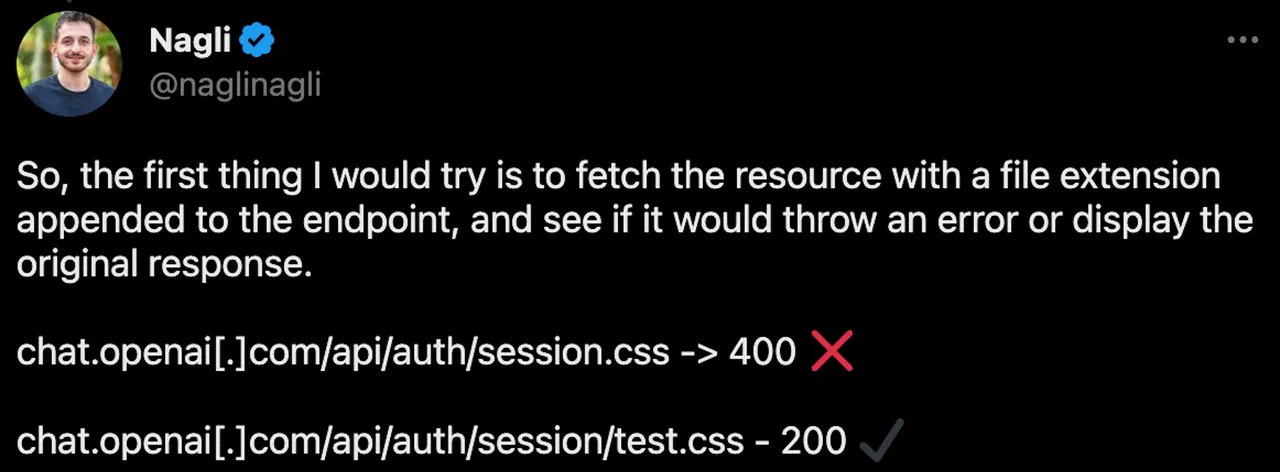 Nagli
@naglinagli
So, the first thing I would try is to fetch the resource with a file extension
appended to the endpoint, and see if it would throw an error or display the
original response.
chat.openai[.]com/api/auth/session.css -> 400 ❌
chat.openai[.]com/api/auth/session/test.css - 200 ✔️